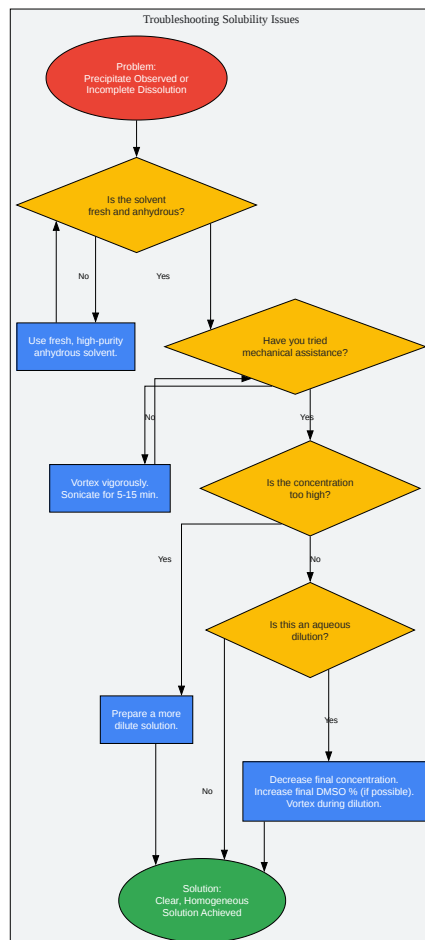 Troubleshooting Solubility Issues
Problem:
Precipitate Observed or
Incomplete Dissolution
Is the solvent
fresh and anhydrous?
No
Yes
Use fresh, high-purity
anhydrous solvent.
Have you tried
mechanical assistance?
No
Yes
Vortex vigorously.
Sonicate for 5-15 min.
Is the concentration
too high?
Yes
No
Is this an aqueous
dilution?
Prepare a more
dilute solution.
Yes
No
Decrease final concentration.
Increase final DMSO % (if possible).
Vortex during dilution.
Solution:
Clear, Homogeneous
Solution Achieved